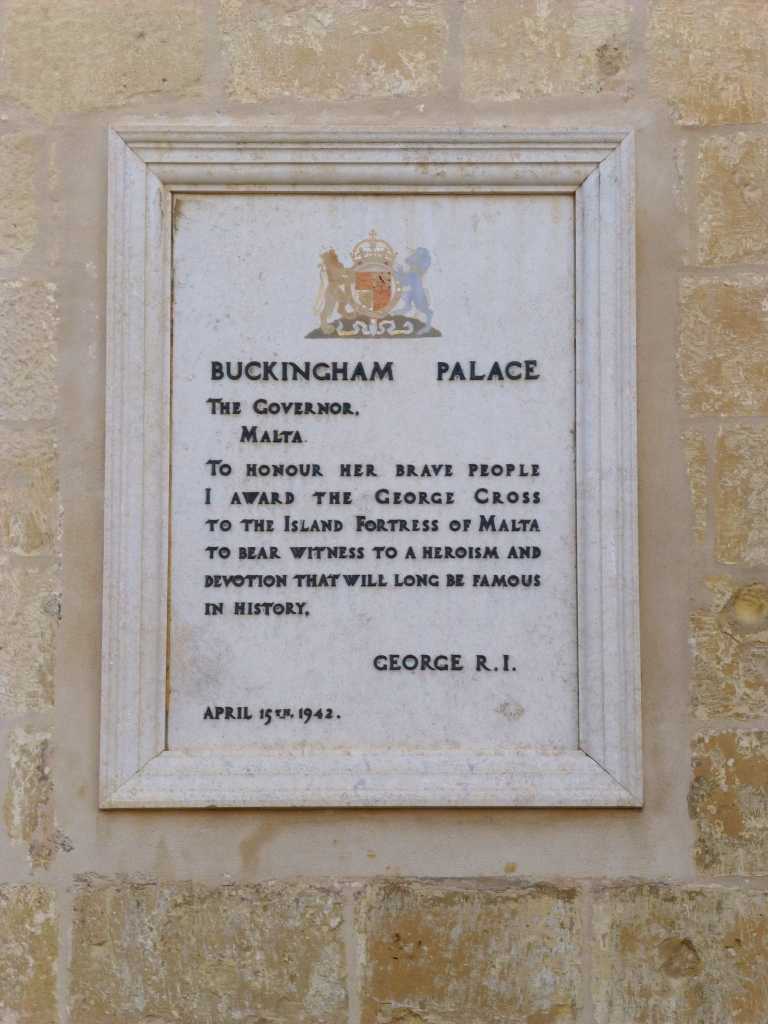 BUCKINGHAM PALACE
THE GOVERNOR,
MALTA.
TO HONOUR HER BRAVE PEOPLE
I AWARD THE GEORGE CROSS
TO THE ISLAND FORTRESS OF MALTA
TO BEAR WITNESS TO A HEROISM AND
DEVOTION THAT WILL LONG BE FAMOUS
IN HISTORY,
GEORGE R.I.
APRIL 15TH. 1942.